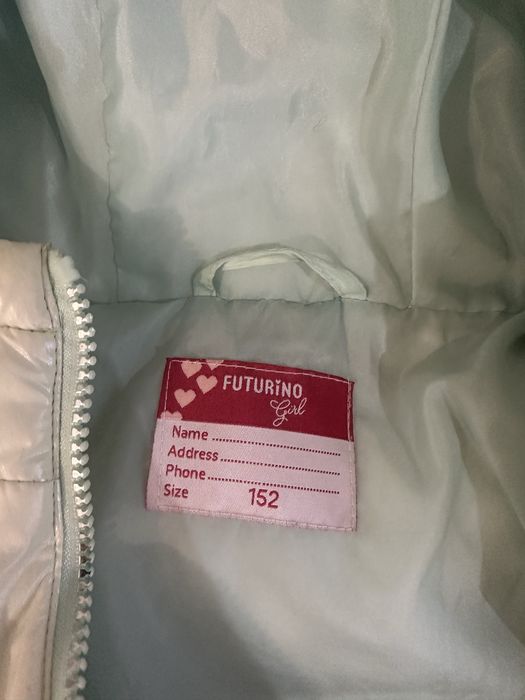 FUTURiNO
Girl
Name ....................................
Address ..................................
Phone ....................................
Size 152